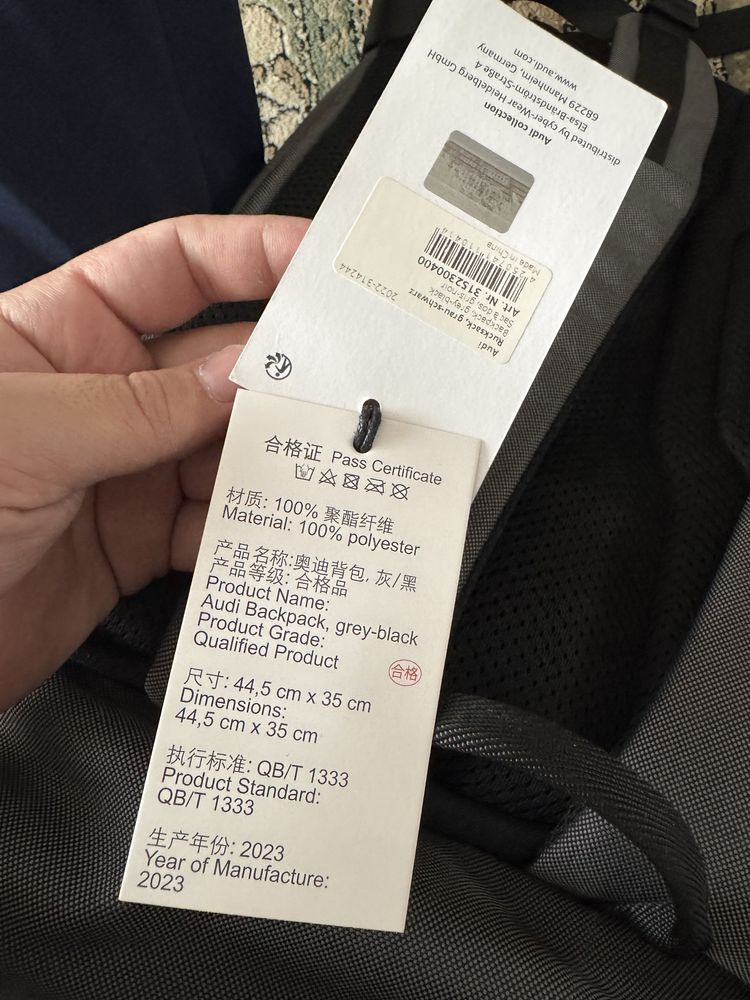 Audi collection
distributed by cyber-Wear Heidelberg GmbH
Elsa-Brändström-Straße 4
68229 Mannheim, Germany
www.audi.com
Audi
Rucksack, grau-schwarz
Backpack, grey-black
Sac à dos, gris-noir
Art. Nr. 3152300400
Made in China
2022-314244
合格证 Pass Certificate
材质: 100% 聚酯纤维
Material: 100% polyester
产品名称:奥迪背包, 灰/黑
产品等级: 合格品
Product Name:
Audi Backpack, grey-black
Product Grade:
Qualified Product
合格
尺寸: 44,5 cm x 35 cm
Dimensions:
44,5 cm x 35 cm
执行标准: QB/T 1333
Product Standard:
QB/T 1333
生产年份: 2023
Year of Manufacture:
2023